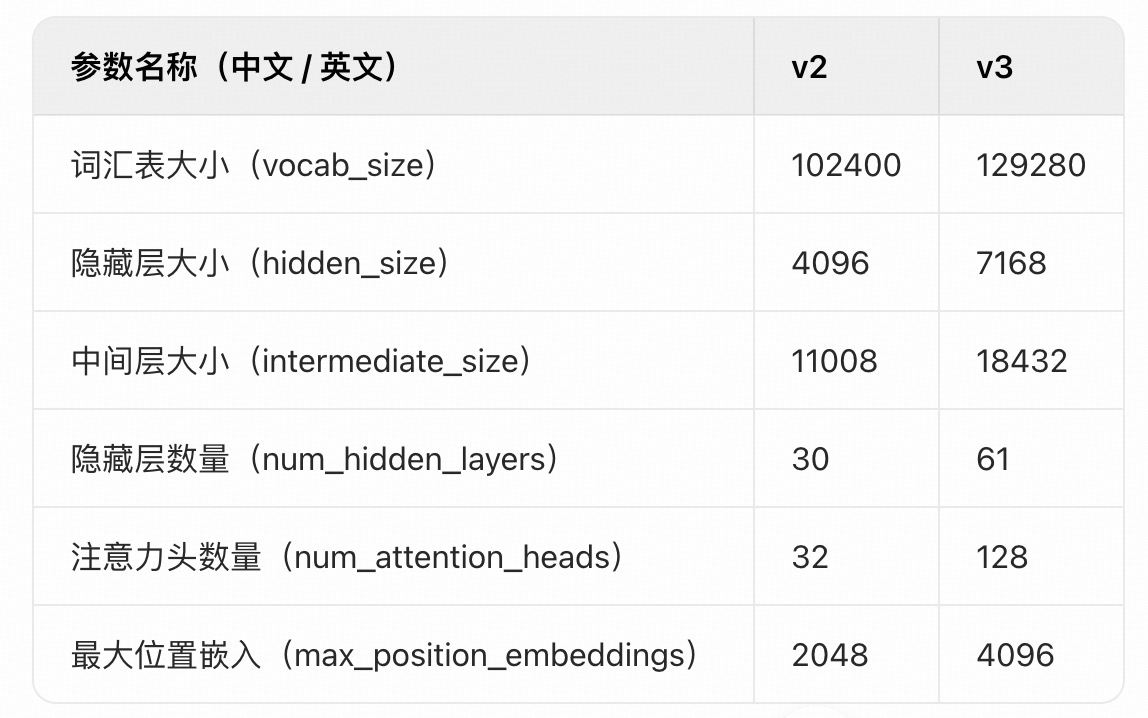 参数名称（中文 / 英文） v2 v3
词汇表大小（vocab_size） 102400 129280
隐藏层大小（hidden_size） 4096 7168
中间层大小（intermediate_size） 11008 18432
隐藏层数量（num_hidden_layers） 30 61
注意力头数量（num_attention_heads） 32 128
最大位置嵌入（max_position_embeddings） 2048 4096